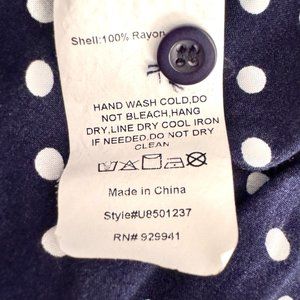 Shell:100% Rayon
HAND WASH COLD,DO
NOT BLEACH,HANG
DRY,LINE DRY COOL IRON
IF NEEDED,DO NOT DRY
CLEAN
Made in China
Style#U8501237
RN# 929941